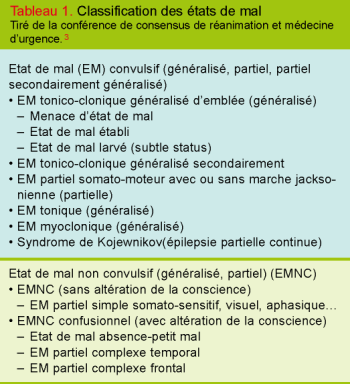 Tableau 1. Classification des états de mal
Tiré de la conférence de consensus de réanimation et médecine
d'urgence.3
Etat de mal (EM) convulsif (généralisé, partiel, partiel
secondairement généralisé)
• EM tonico-clonique généralisé d'emblée (généralisé)
– Menace d'état de mal
– Etat de mal établi
– Etat de mal larvé (subtle status)
• EM tonico-clonique généralisé secondairement
• EM partiel somato-moteur avec ou sans marche jackso-
nienne (partielle)
• EM tonique (généralisé)
• EM myoclonique (généralisé)
• Syndrome de Kojewnikov(épilepsie partielle continue)
Etat de mal non convulsif (généralisé, partiel) (EMNC)
• EMNC (sans altération de la conscience)
– EM partiel simple somato-sensitif, visuel, aphasique...
• EMNC confusionnel (avec altération de la conscience)
– Etat de mal absence-petit mal
– EM partiel complexe temporal
– EM partiel complexe frontal